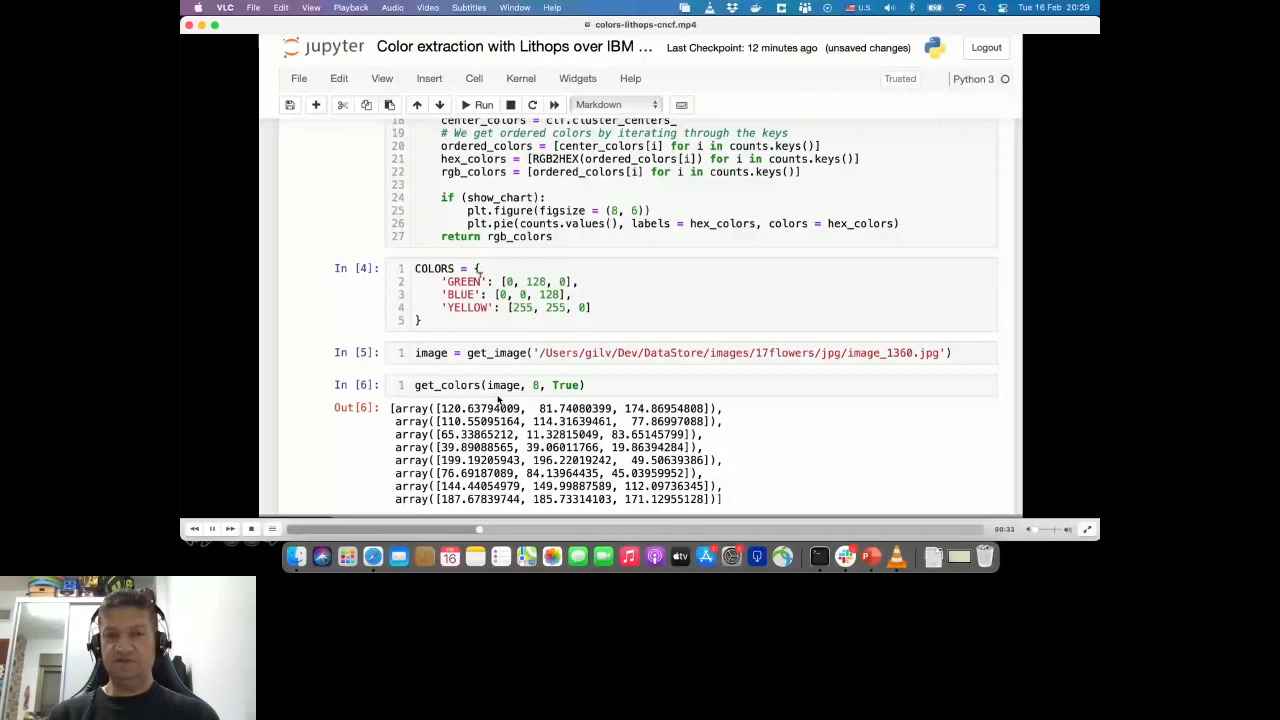 VLC File Edit View Playback Audio Video Subtitles Window Help U.S. Tue 16 Feb 20:29
colors-lithops-cncf.mp4
jupyter Color extraction with Lithops over IBM ... Last Checkpoint: 12 minutes ago (unsaved changes) Logout
File Edit View Insert Cell Kernel Widgets Help Trusted Python 3
Run Markdown
18 center_colors = clf.cluster_centers_
19 # We get ordered colors by iterating through the keys
20 ordered_colors = [center_colors[i] for i in counts.keys()]
21 hex_colors = [RGB2HEX(ordered_colors[i]) for i in counts.keys()]
22 rgb_colors = [ordered_colors[i] for i in counts.keys()]
23
24 if (show_chart):
25 plt.figure(figsize = (8, 6))
26 plt.pie(counts.values(), labels = hex_colors, colors = hex_colors)
27 return rgb_colors
In [4]: 1 COLORS = {
2 'GREEN': [0, 128, 0],
3 'BLUE': [0, 0, 128],
4 'YELLOW': [255, 255, 0]
5 }
In [5]: 1 image = get_image('/Users/gilv/Dev/DataStore/images/17flowers/jpg/image_1360.jpg')
In [6]: 1 get_colors(image, 8, True)
Out[6]: [array([120.63794009, 81.74080399, 174.86954808]),
array([110.55095164, 114.31639461, 77.86997088]),
array([65.33865212, 11.32815049, 83.65145799]),
array([39.89088565, 39.06011766, 19.86394284]),
array([199.19205943, 196.22019242, 49.50639386]),
array([76.69187089, 84.13964435, 45.03959952]),
array([144.44054979, 149.99887589, 112.09736345]),
array([187.67839744, 185.73314103, 171.12955128])]
00:33
16
tv